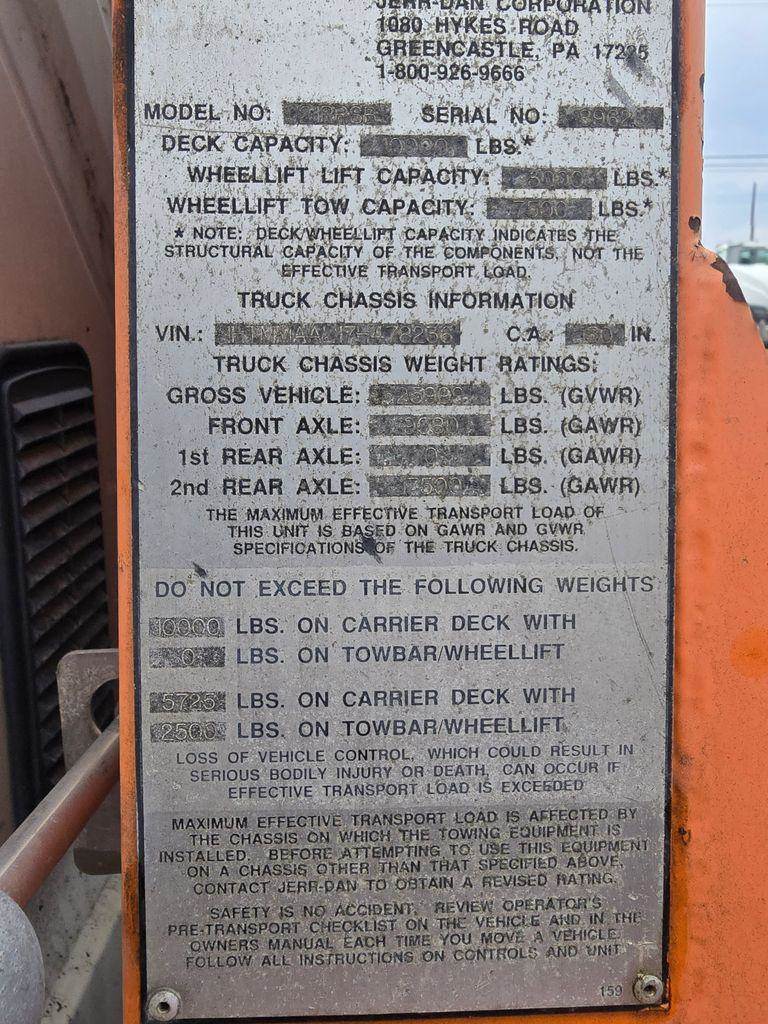 JERR-DAN CORPORATION
1080 HYKES ROAD
GREENCASTLE, PA 17225
1-800-926-9666
MODEL NO: SERIAL NO:
DECK CAPACITY: LBS.*
WHEELLIFT LIFT CAPACITY: LBS.*
WHEELLIFT TOW CAPACITY: 7500 LBS.*
* NOTE: DECK/WHEELLIFT CAPACITY INDICATES THE
STRUCTURAL CAPACITY OF THE COMPONENTS, NOT THE
EFFECTIVE TRANSPORT LOAD.
TRUCK CHASSIS INFORMATION
VIN.: C.A.: IN.
TRUCK CHASSIS WEIGHT RATINGS:
GROSS VEHICLE: LBS. (GVWR)
FRONT AXLE: LBS. (GAWR)
1st REAR AXLE: 0 LBS. (GAWR)
2nd REAR AXLE: LBS. (GAWR)
THE MAXIMUM EFFECTIVE TRANSPORT LOAD OF
THIS UNIT IS BASED ON GAWR AND GVWR
SPECIFICATIONS OF THE TRUCK CHASSIS.
DO NOT EXCEED THE FOLLOWING WEIGHTS
10000 LBS. ON CARRIER DECK WITH
0 LBS. ON TOWBAR/WHEELLIFT
5725 LBS. ON CARRIER DECK WITH
2500 LBS. ON TOWBAR/WHEELLIFT
LOSS OF VEHICLE CONTROL, WHICH COULD RESULT IN
SERIOUS BODILY INJURY OR DEATH, CAN OCCUR IF
EFFECTIVE TRANSPORT LOAD IS EXCEEDED
MAXIMUM EFFECTIVE TRANSPORT LOAD IS AFFECTED BY
THE CHASSIS ON WHICH THE TOWING EQUIPMENT IS
INSTALLED. BEFORE ATTEMPTING TO USE THIS EQUIPMENT
ON A CHASSIS OTHER THAN THAT SPECIFIED ABOVE,
CONTACT JERR-DAN TO OBTAIN A REVISED RATING.
SAFETY IS NO ACCIDENT. REVIEW OPERATOR'S
PRE-TRANSPORT CHECKLIST ON THE VEHICLE AND IN THE
OWNERS MANUAL EACH TIME YOU MOVE A VEHICLE.
FOLLOW ALL INSTRUCTIONS ON CONTROLS AND UNIT
159